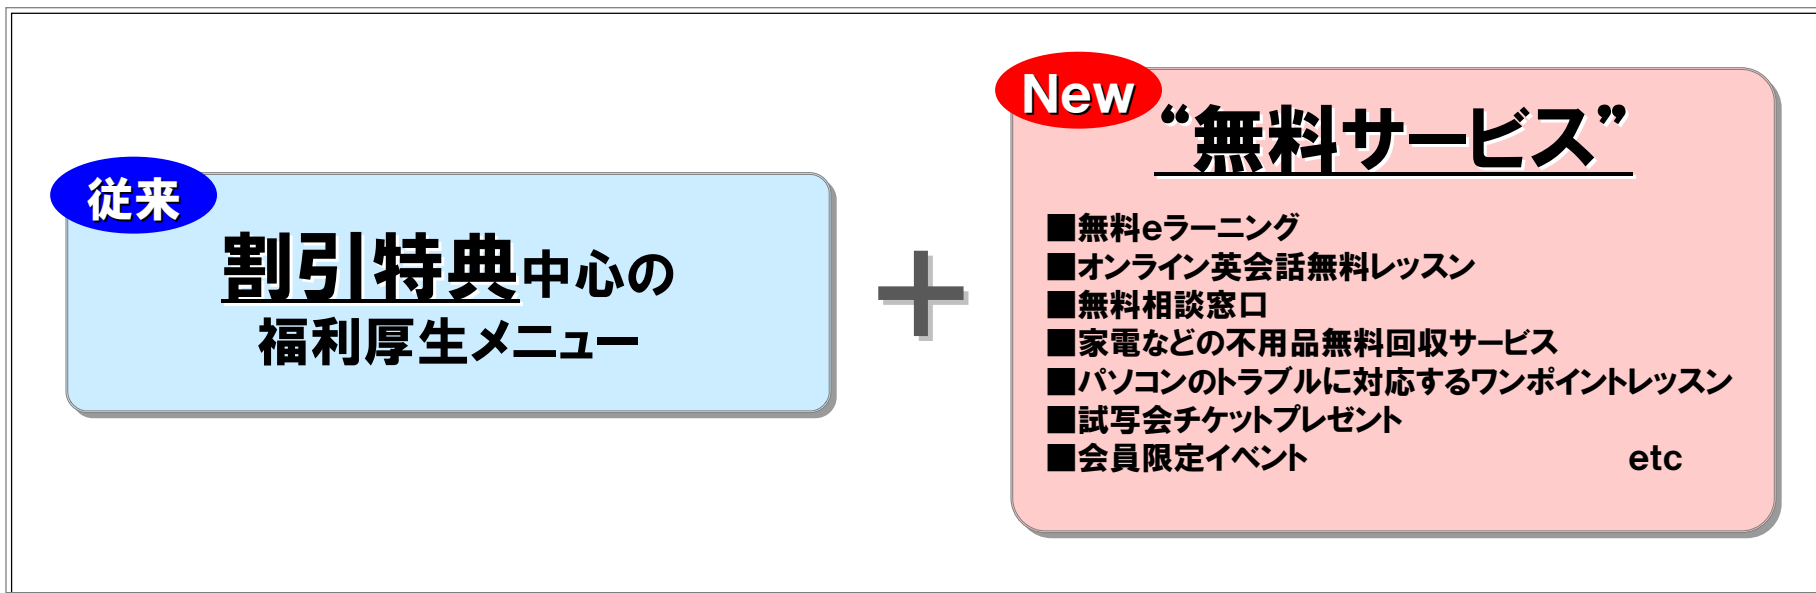 従来
割引特典中心の
福利厚生メニュー
＋
New
“無料サービス”
■無料eラーニング
■オンライン英会話無料レッスン
■無料相談窓口
■家電などの不用品無料回収サービス
■パソコンのトラブルに対応するワンポイントレッスン
■試写会チケットプレゼント
■会員限定イベント etc